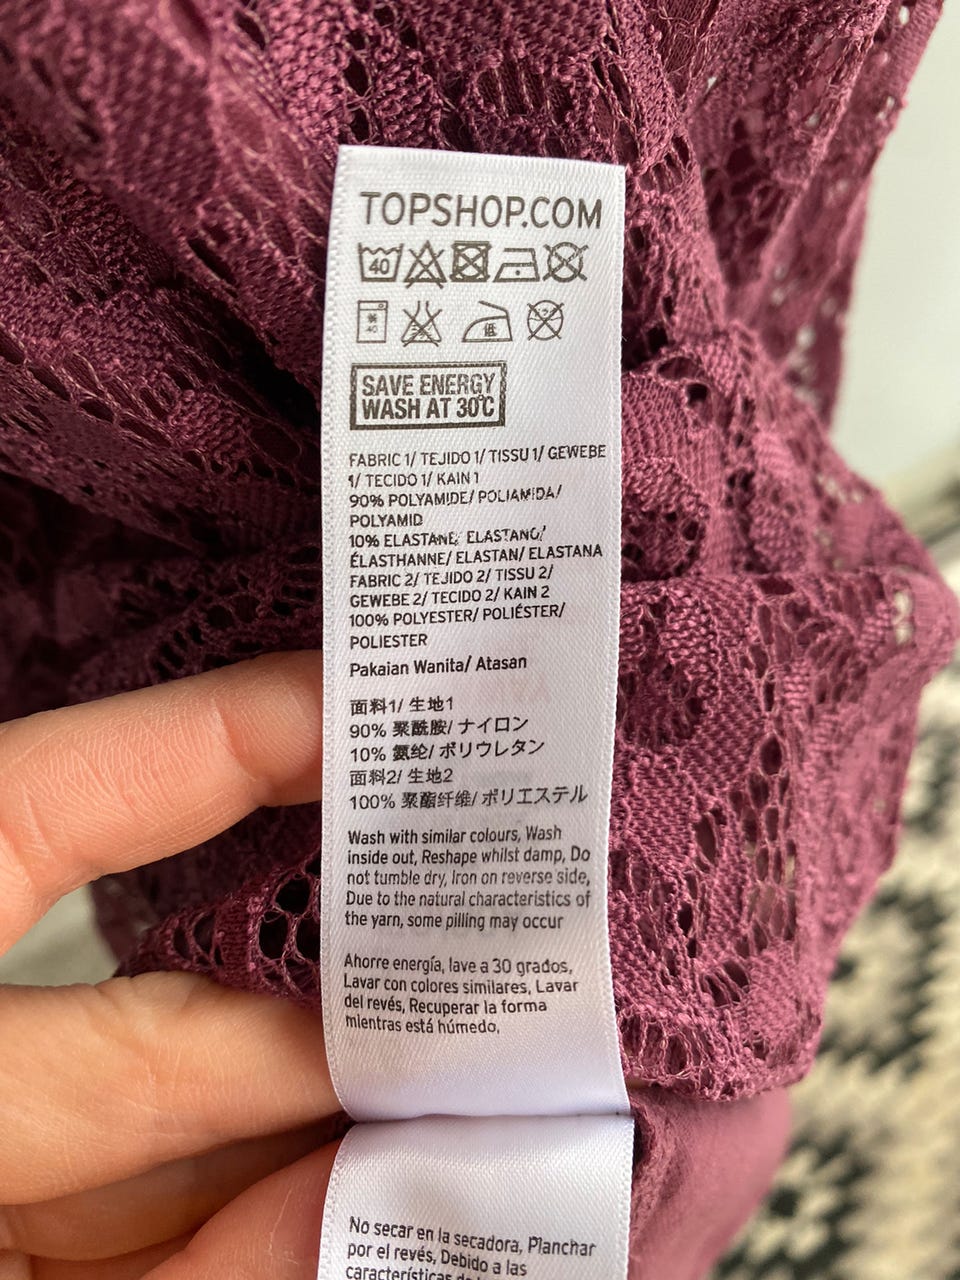 TOPSHOP.COM
40
40
低
SAVE ENERGY
WASH AT 30°C
FABRIC 1/ TEJIDO 1/ TISSU 1/ GEWEBE
1/ TECIDO 1/ KAIN 1
90% POLYAMIDE/ POLIAMIDA/
POLYAMID
10% ELASTANE/ ELASTANO/
ÉLASTHANNE/ ELASTAN/ ELASTANA
FABRIC 2/ TEJIDO 2/ TISSU 2/
GEWEBE 2/ TECIDO 2/ KAIN 2
100% POLYESTER/ POLIÉSTER/
POLIESTER
Pakaian Wanita/ Atasan
面料1/ 生地1
90% 聚酰胺/ ナイロン
10% 氨纶/ ポリウレタン
面料2/ 生地2
100% 聚酯纤维/ ポリエステル
Wash with similar colours, Wash
inside out, Reshape whilst damp, Do
not tumble dry, Iron on reverse side,
Due to the natural characteristics of
the yarn, some pilling may occur
Ahorre energía, lave a 30 grados,
Lavar con colores similares, Lavar
del revés, Recuperar la forma
mientras está húmedo,
No secar en la secadora, Planchar
por el revés, Debido a las
características de